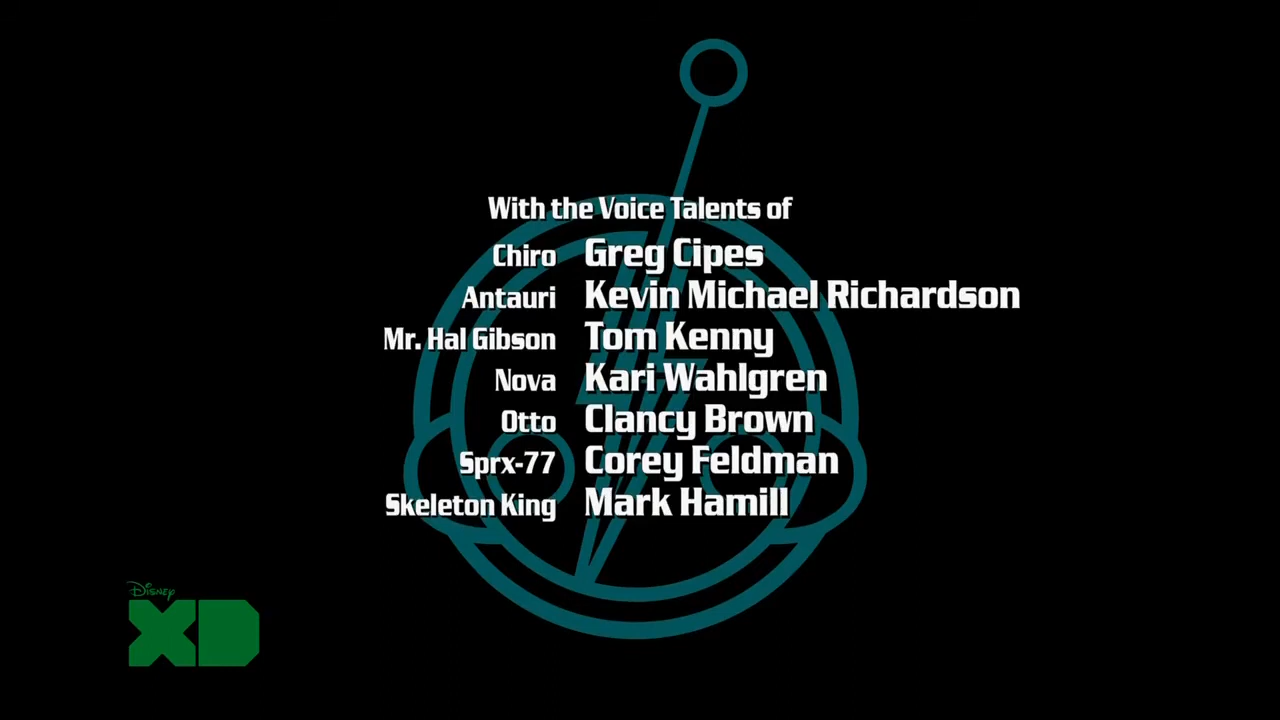 With the Voice Talents of
Chiro Greg Cipes
Antauri Kevin Michael Richardson
Mr. Hal Gibson Tom Kenny
Nova Kari Wahlgren
Otto Clancy Brown
Sprx-77 Corey Feldman
Skeleton King Mark Hamill
Disney
XD